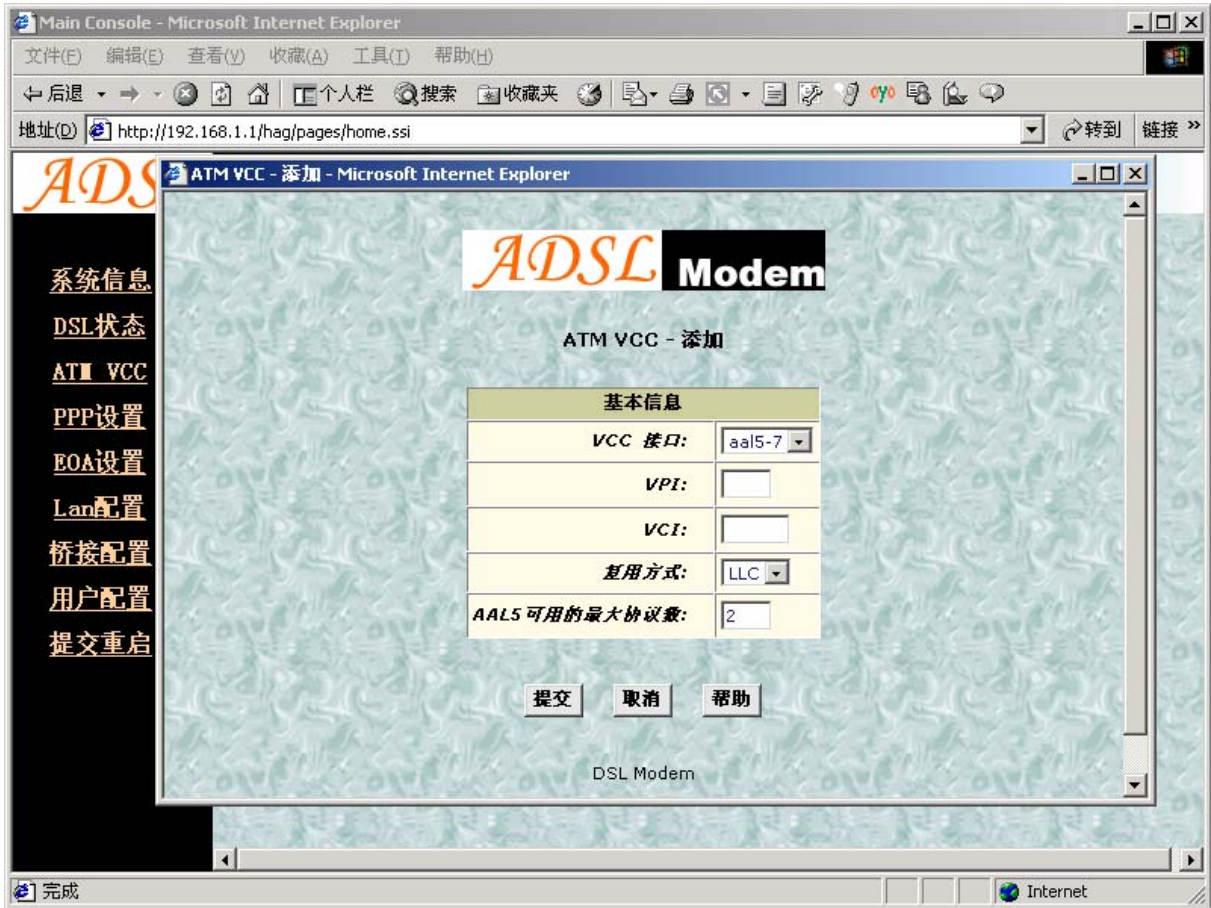 Main Console - Microsoft Internet Explorer
文件(F) 编辑(E) 查看(V) 收藏(A) 工具(T) 帮助(H)
后退 个人栏 搜索 收藏夹
地址(D) http://192.168.1.1/hag/pages/home.ssi 转到 链接 »
ADS
ATM VCC - 添加 - Microsoft Internet Explorer
ADSL Modem
系统信息
DSL状态
ATM VCC
PPP设置
EOA设置
Lan配置
桥接配置
用户配置
提交重启
ATM VCC - 添加
基本信息
VCC 接口: aal5-7
VPI:
VCI:
复用方式: LLC
AAL5 可用的最大协议数: 2
提交 取消 帮助
DSL Modem
完成 Internet